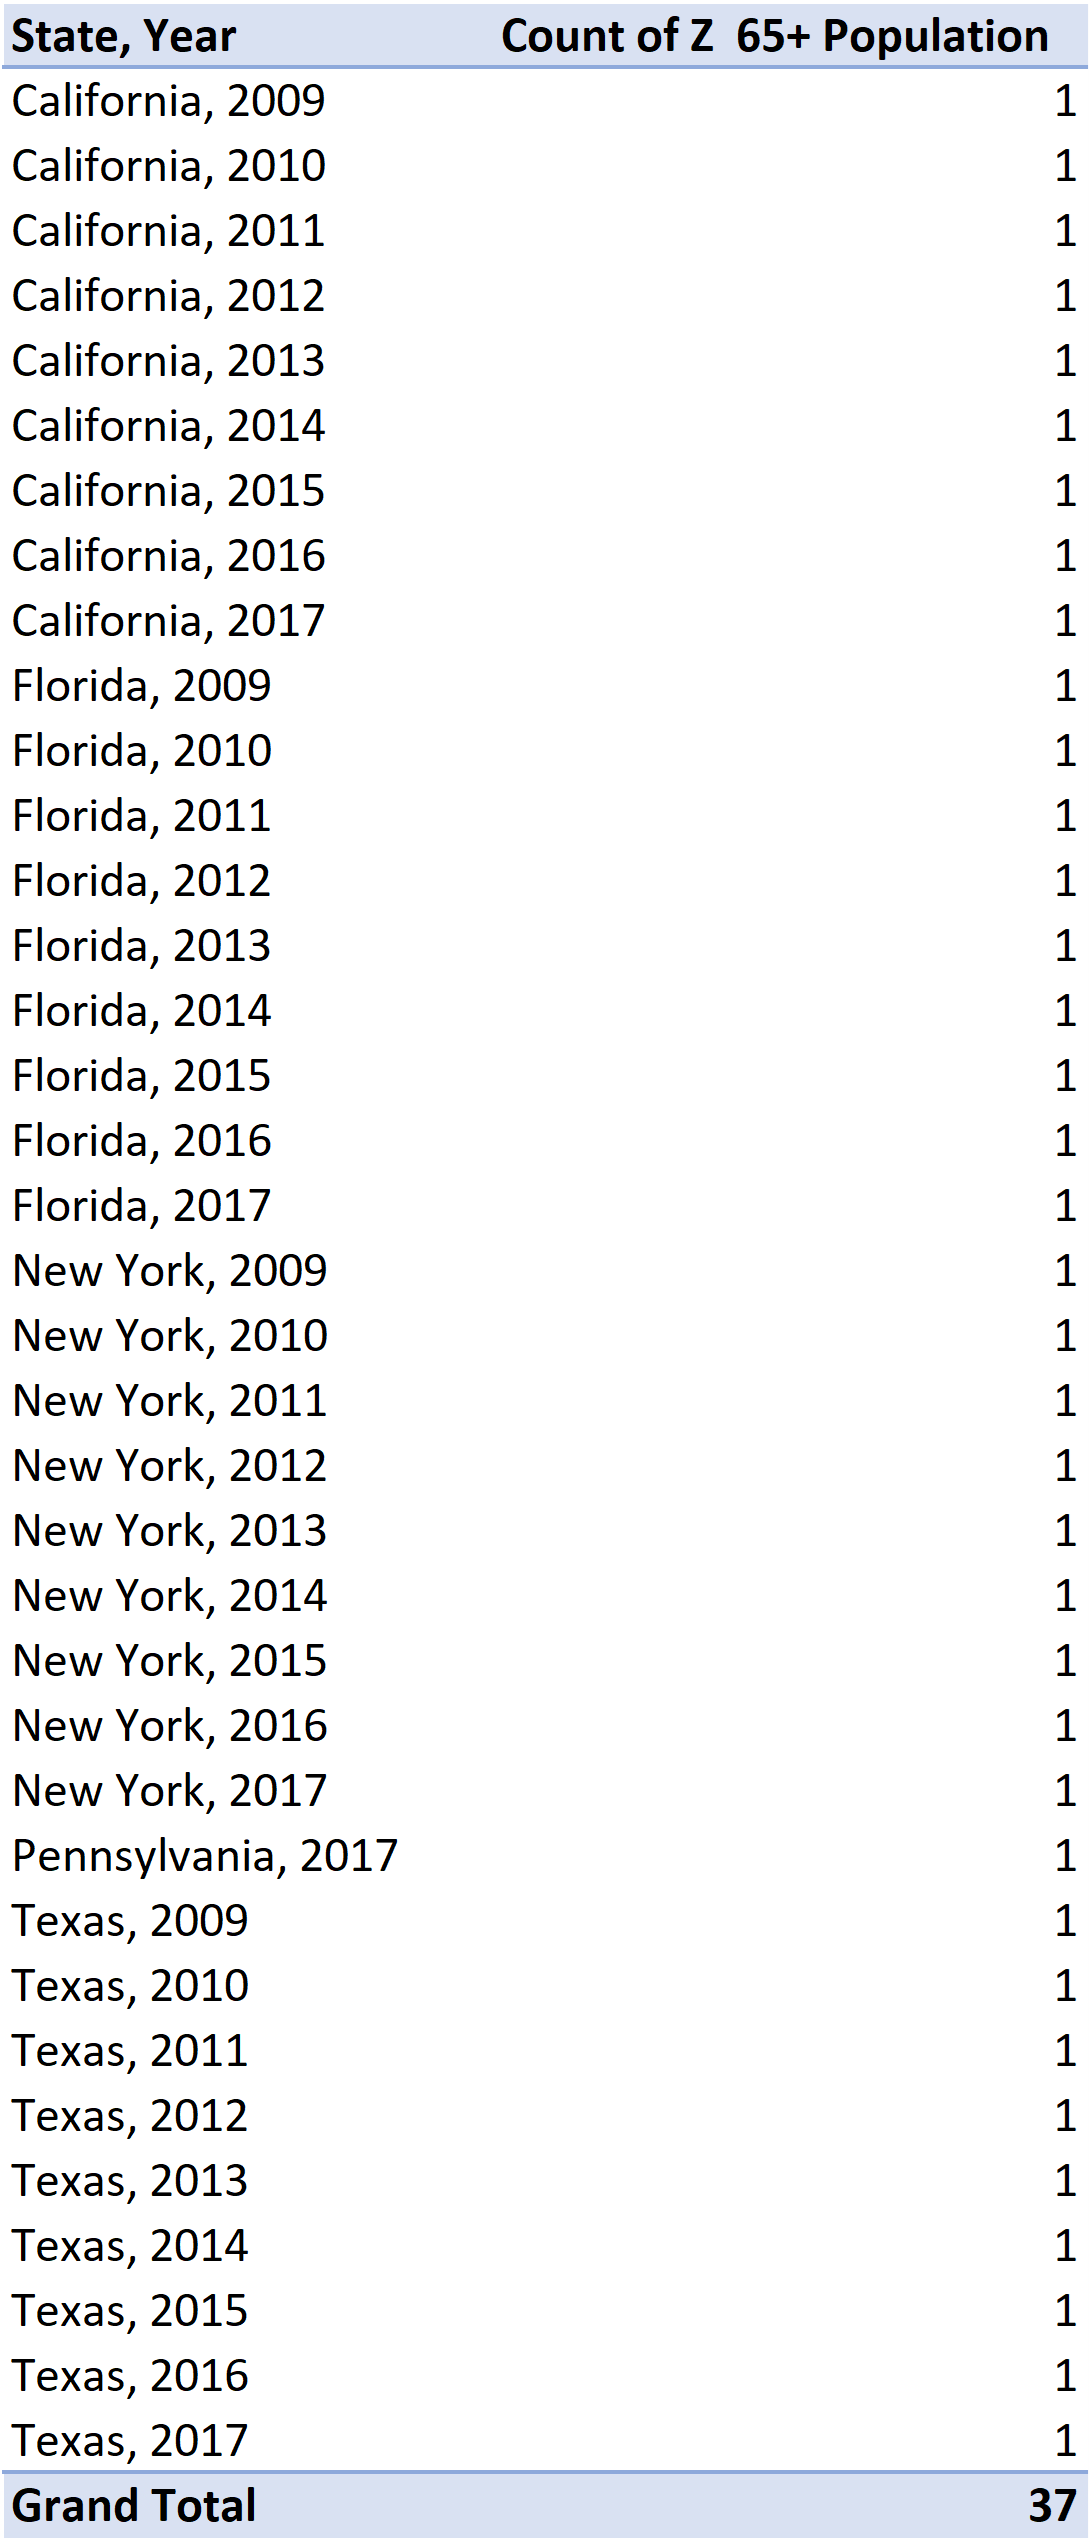 State, Year Count of Z 65+ Population
California, 2009 1
California, 2010 1
California, 2011 1
California, 2012 1
California, 2013 1
California, 2014 1
California, 2015 1
California, 2016 1
California, 2017 1
Florida, 2009 1
Florida, 2010 1
Florida, 2011 1
Florida, 2012 1
Florida, 2013 1
Florida, 2014 1
Florida, 2015 1
Florida, 2016 1
Florida, 2017 1
New York, 2009 1
New York, 2010 1
New York, 2011 1
New York, 2012 1
New York, 2013 1
New York, 2014 1
New York, 2015 1
New York, 2016 1
New York, 2017 1
Pennsylvania, 2017 1
Texas, 2009 1
Texas, 2010 1
Texas, 2011 1
Texas, 2012 1
Texas, 2013 1
Texas, 2014 1
Texas, 2015 1
Texas, 2016 1
Texas, 2017 1
Grand Total 37